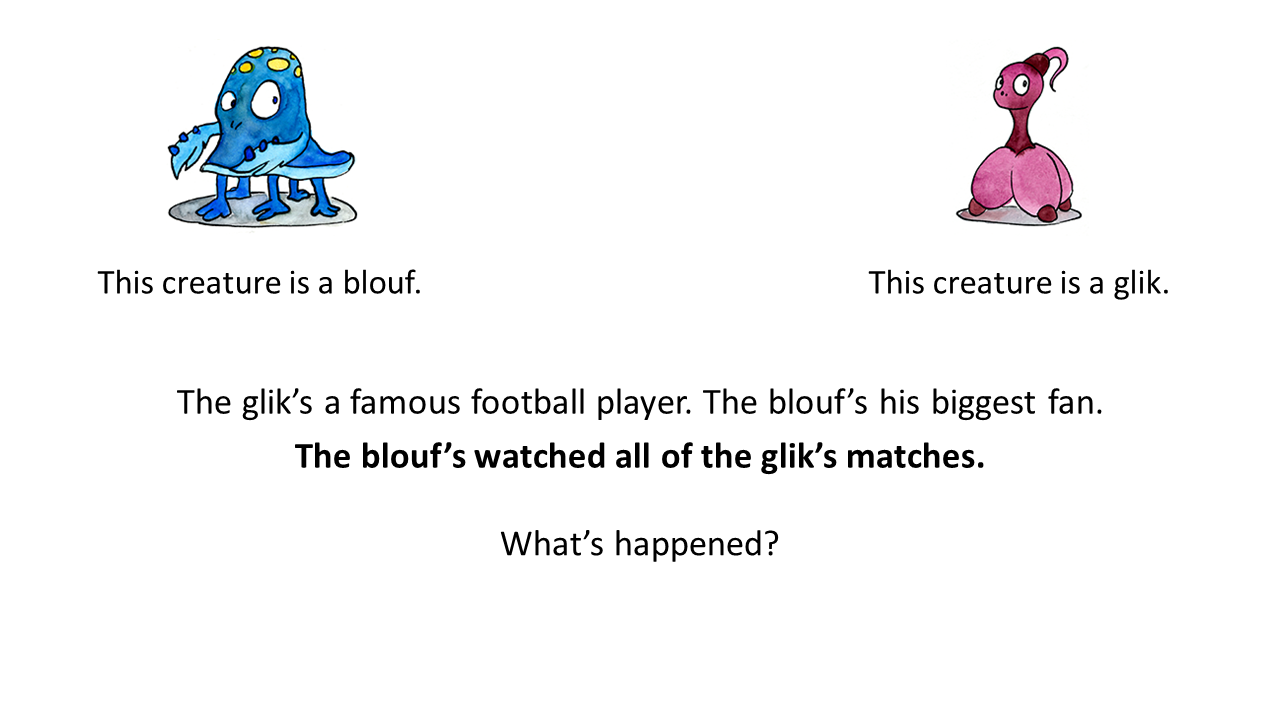 This creature is a blouf.
This creature is a glik.
The glik’s a famous football player. The blouf’s his biggest fan.
The blouf’s watched all of the glik’s matches.
What’s happened?